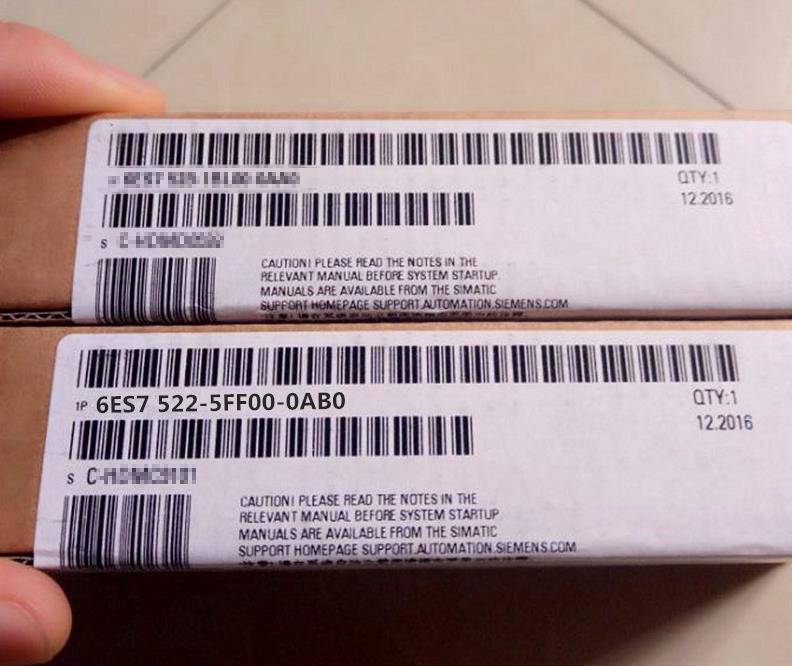 QTY:1
12.2016
S
CAUTION! PLEASE READ THE NOTES IN THE
RELEVANT MANUAL BEFORE SYSTEM STARTUP.
MANUALS ARE AVAILABLE FROM THE SIMATIC
SUPPORT HOMEPAGE SUPPORT.AUTOMATION.SIEMENS.COM
1P 6ES7 522-5FF00-0AB0
QTY:1
12.2016
S
CAUTION! PLEASE READ THE NOTES IN THE
RELEVANT MANUAL BEFORE SYSTEM STARTUP
MANUALS ARE AVAILABLE FROM THE SIMATIC
SUPPORT HOMEPAGE SUPPORT.AUTOMATION.SIEMENS.COM